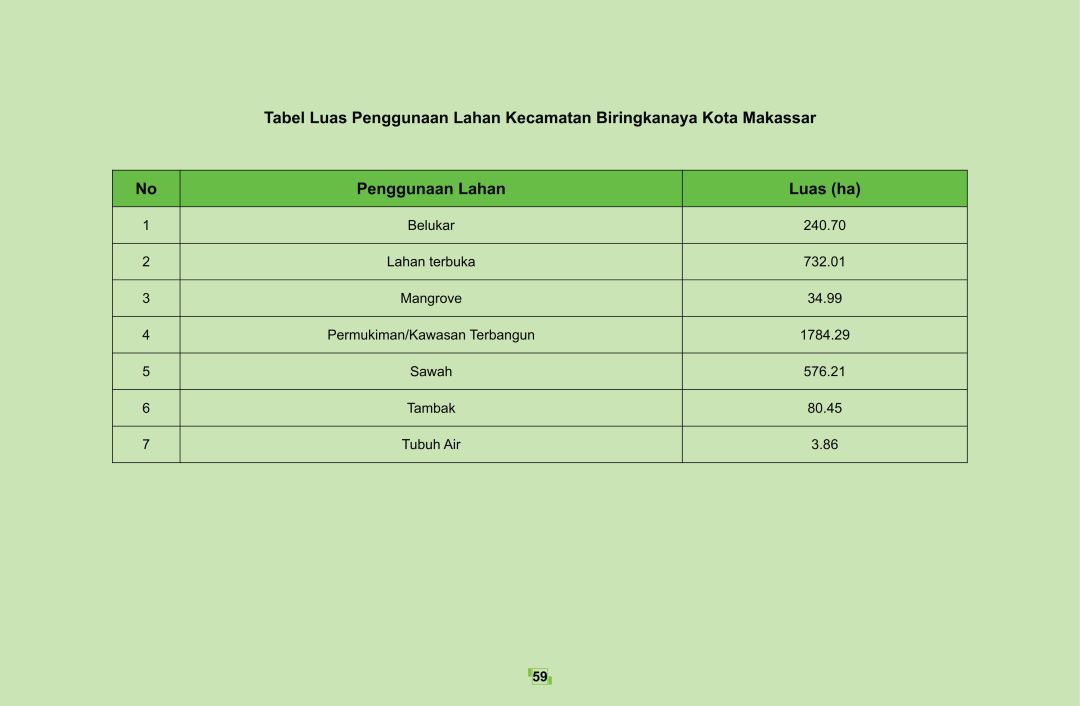 Tabel Luas Penggunaan Lahan Kecamatan Biringkanaya Kota Makassar
No Penggunaan Lahan Luas (ha)
1 Belukar 240.70
2 Lahan terbuka 732.01
3 Mangrove 34.99
4 Permukiman/Kawasan Terbangun 1784.29
5 Sawah 576.21
6 Tambak 80.45
7 Tubuh Air 3.86
59